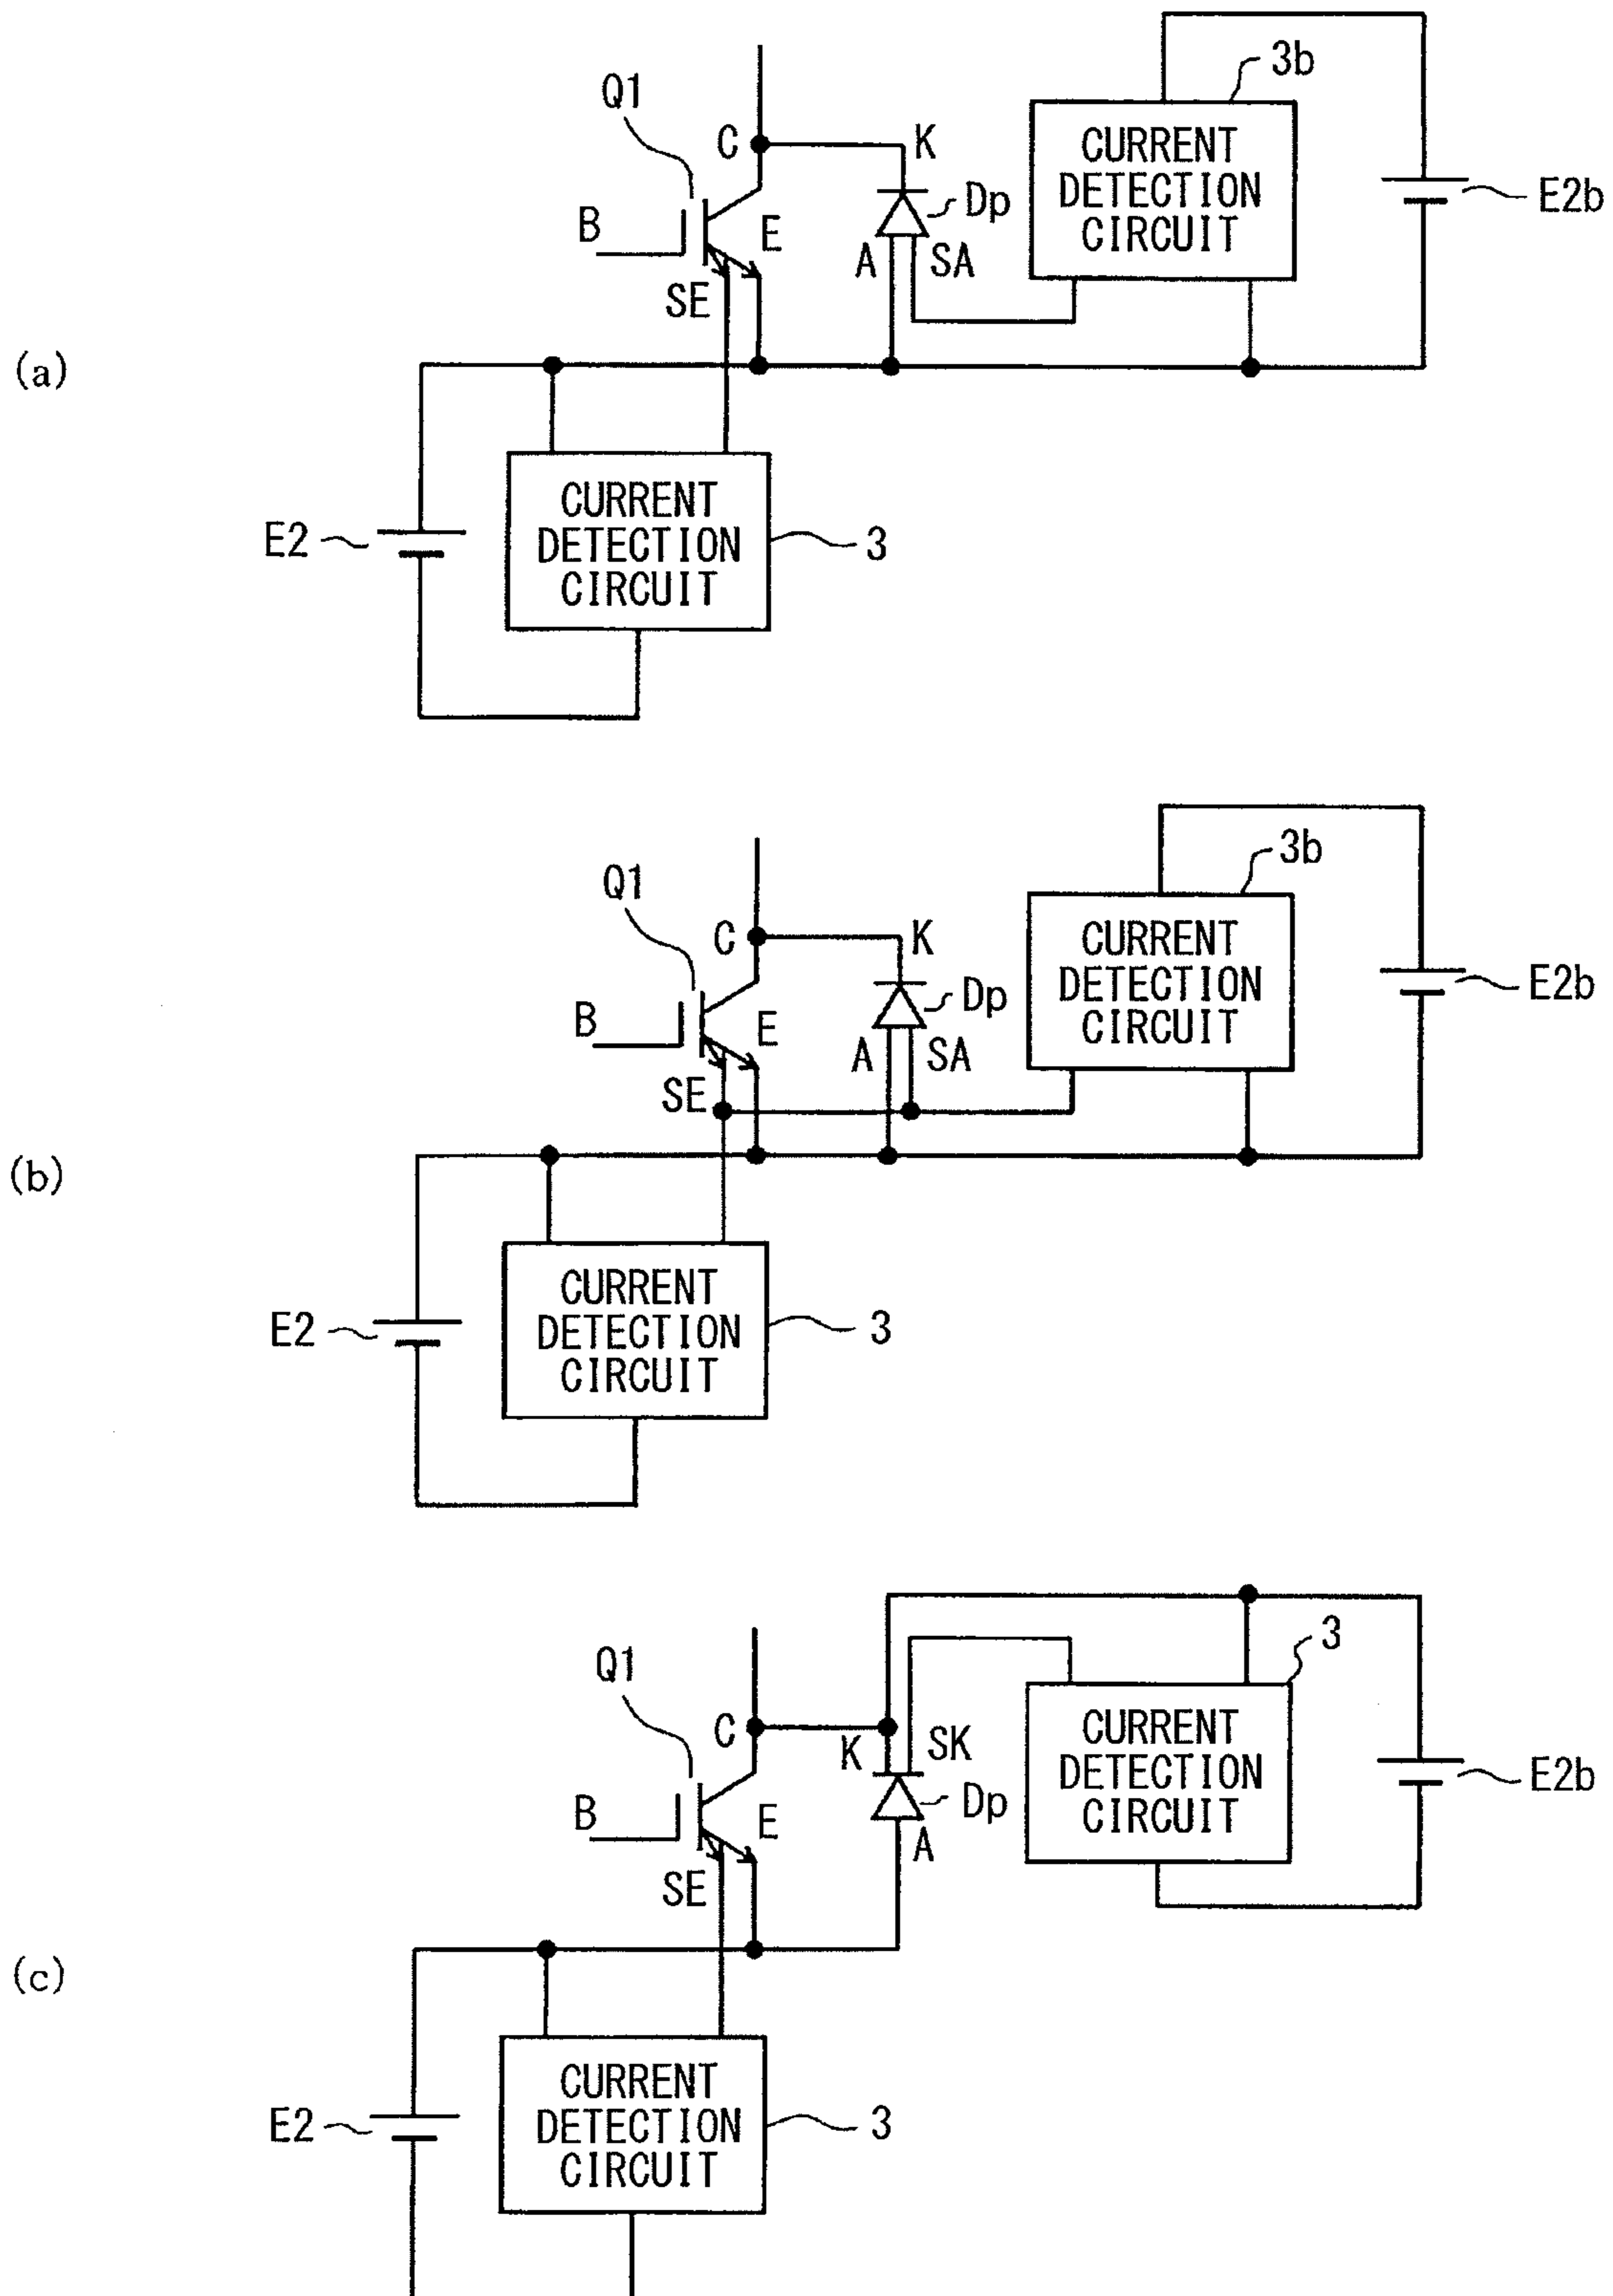 3b
Q1
C
K
CURRENT
DETECTION
CIRCUIT
Dp
E2b
B
E
A
SA
SE
(a)
CURRENT
DETECTION
CIRCUIT
E2
3
3b
Q1
C
K
CURRENT
DETECTION
CIRCUIT
Dp
E2b
B
E
A
SA
SE
(b)
CURRENT
DETECTION
CIRCUIT
E2
3
3
Q1
C
K
SK
CURRENT
DETECTION
CIRCUIT
Dp
E2b
B
E
A
SE
(c)
CURRENT
DETECTION
CIRCUIT
E2
3